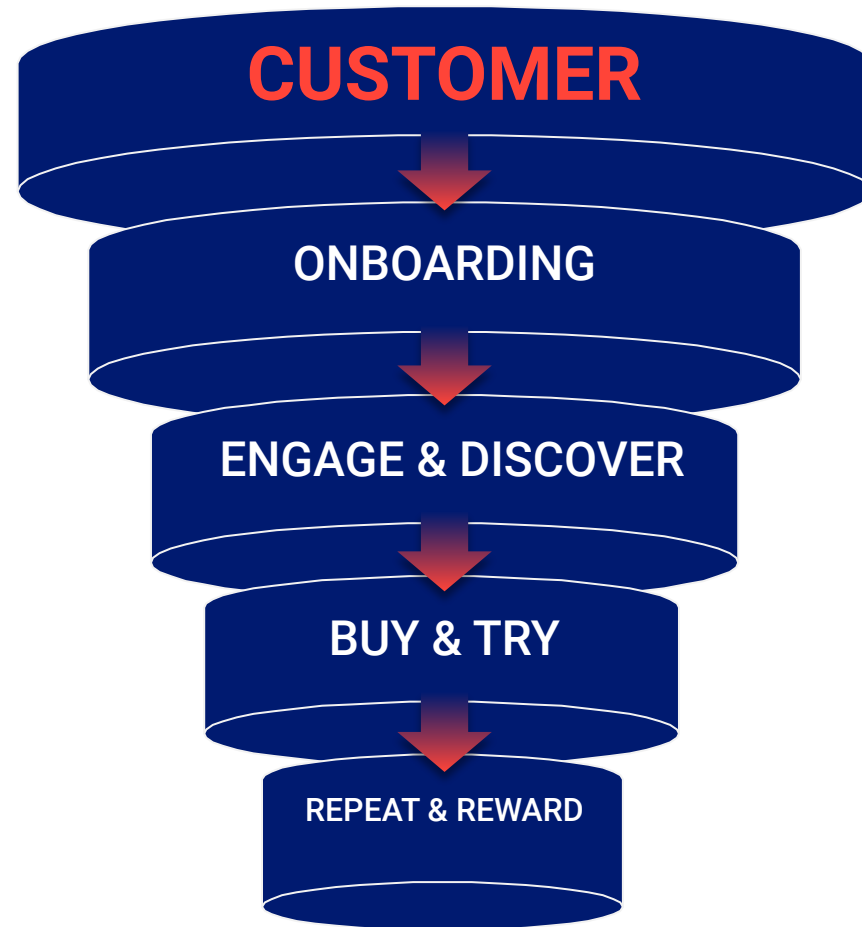 CUSTOMER
ONBOARDING
ENGAGE & DISCOVER
BUY & TRY
REPEAT & REWARD